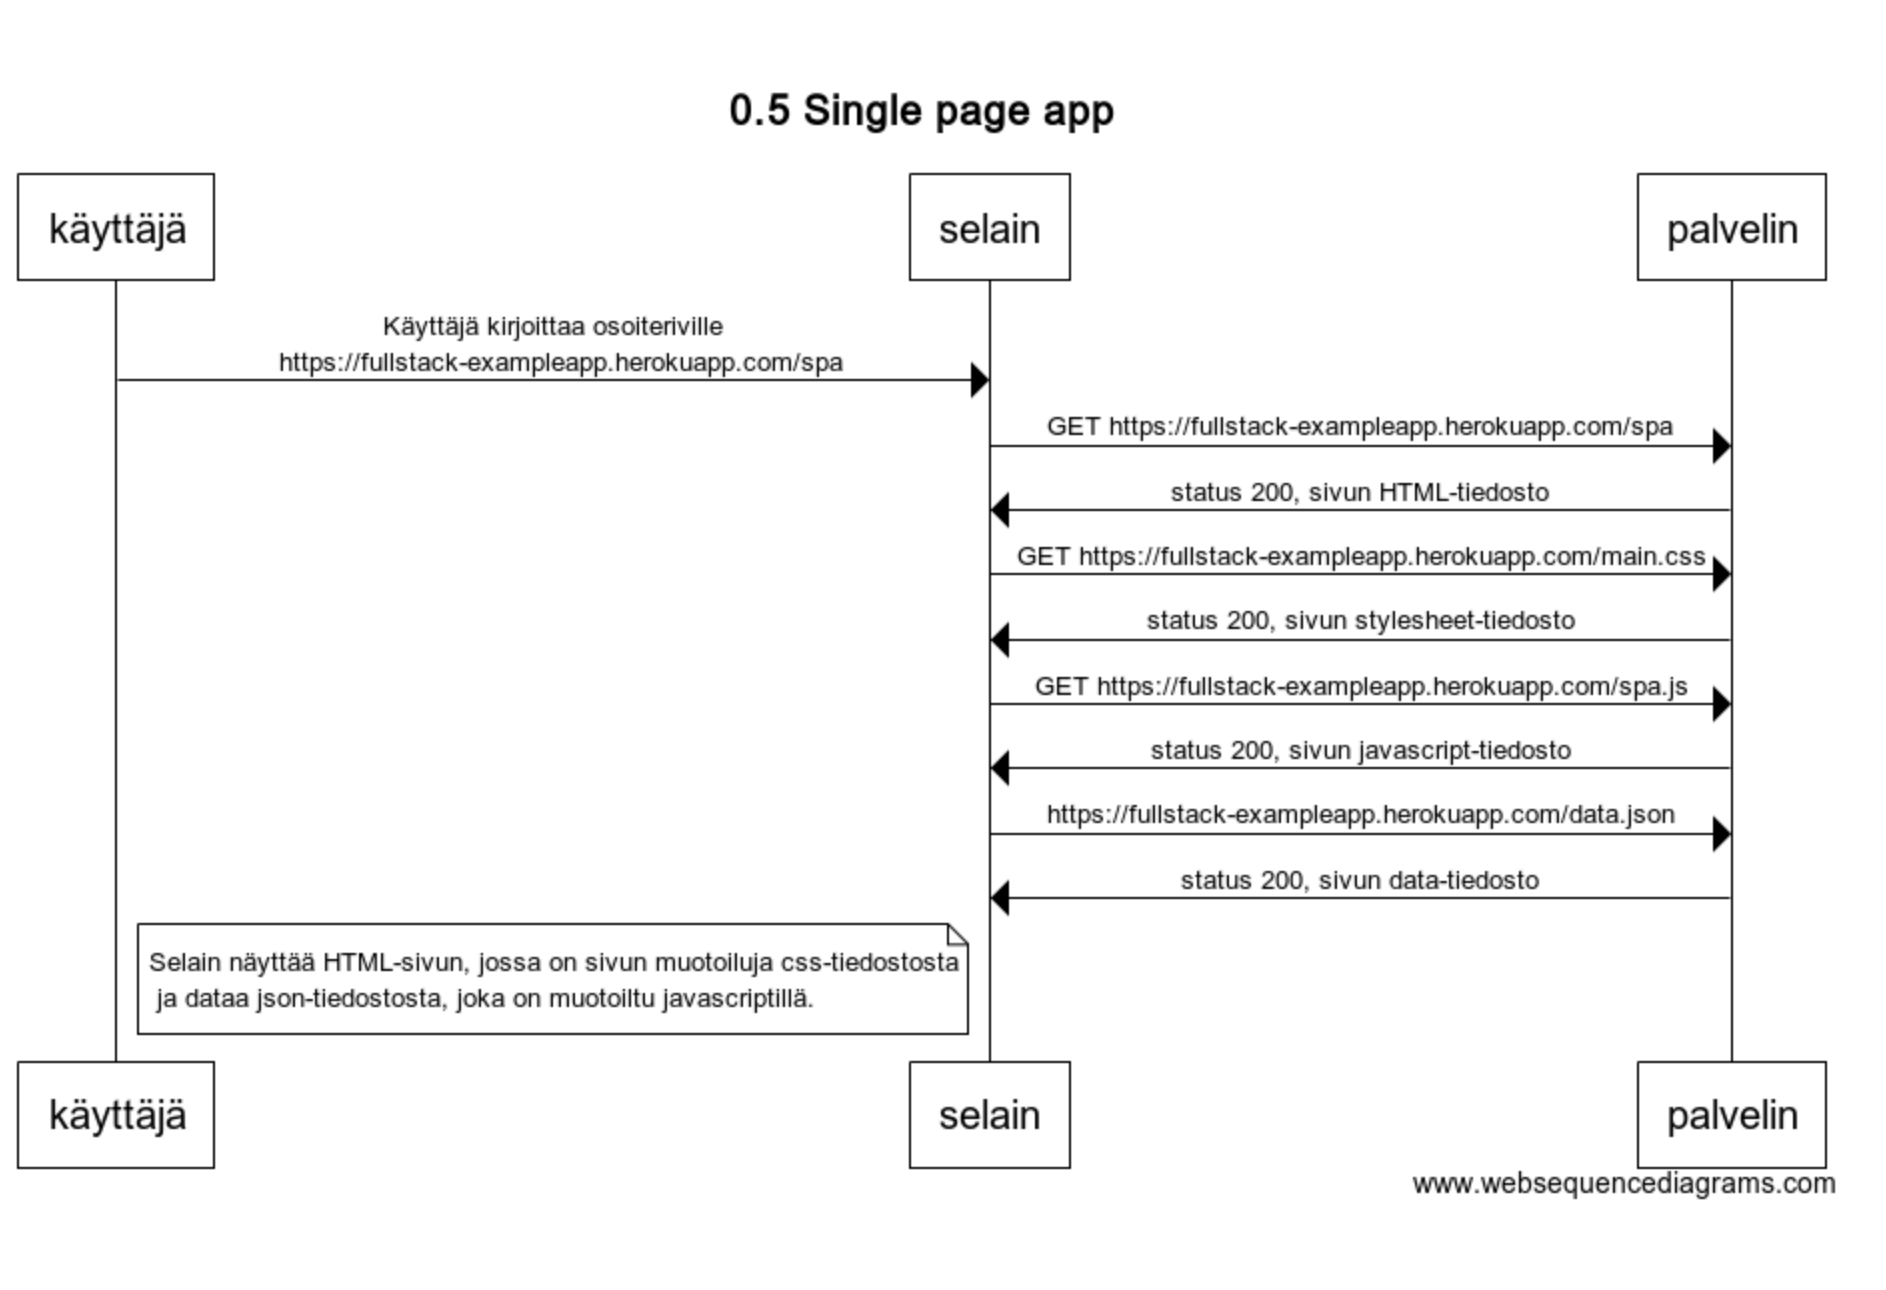 0.5 Single page app
käyttäjä
selain
palvelin
Käyttäjä kirjoittaa osoiteriville
https://fullstack-exampleapp.herokuapp.com/spa
GET https://fullstack-exampleapp.herokuapp.com/spa
status 200, sivun HTML-tiedosto
GET https://fullstack-exampleapp.herokuapp.com/main.css
status 200, sivun stylesheet-tiedosto
GET https://fullstack-exampleapp.herokuapp.com/spa.js
status 200, sivun javascript-tiedosto
https://fullstack-exampleapp.herokuapp.com/data.json
status 200, sivun data-tiedosto
Selain näyttää HTML-sivun, jossa on sivun muotoiluja css-tiedostosta
ja dataa json-tiedostosta, joka on muotoiltu javascriptillä.
käyttäjä
selain
palvelin
www.websequencediagrams.com